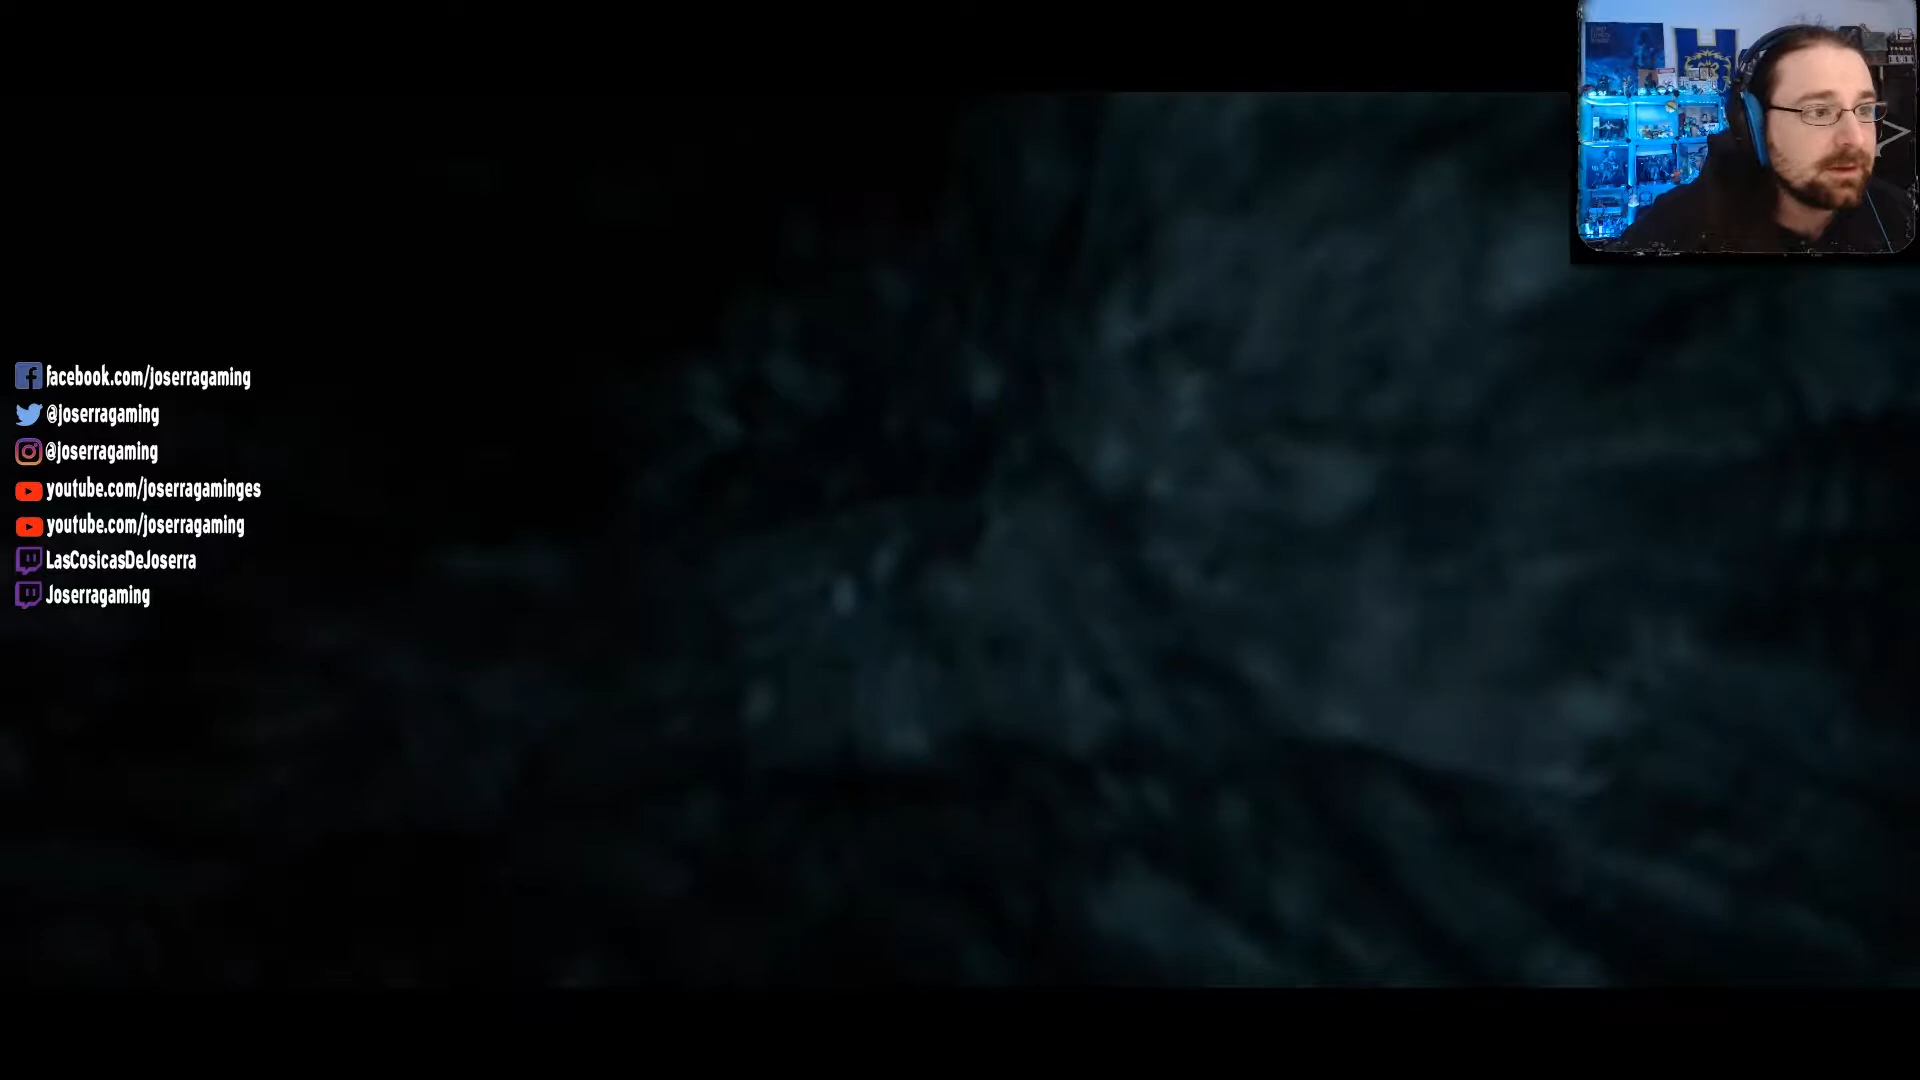 facebook.com/joserragaming
@joserragaming
@joserragaming
youtube.com/joserragaminges
youtube.com/joserragaming
LasCosicasDeJoserra
Joserragaming